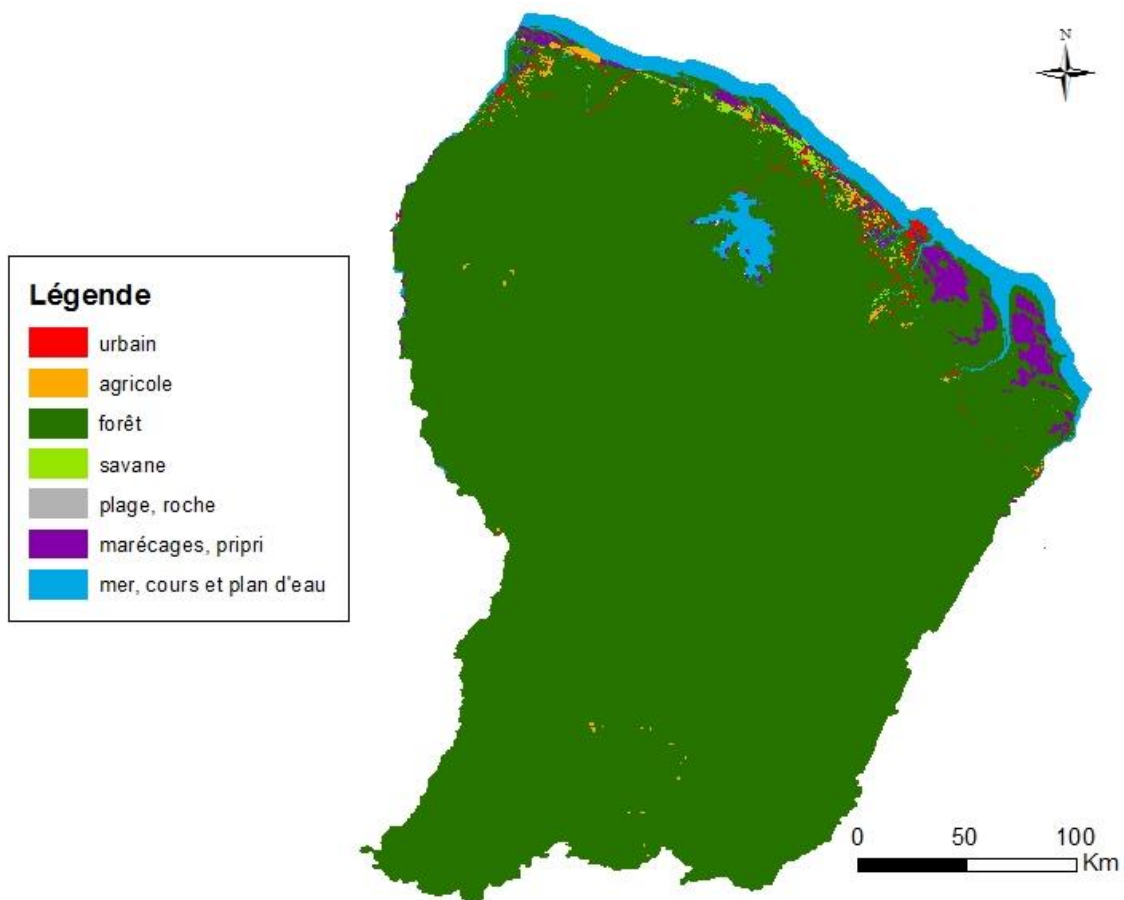 N
Légende
urbain
agricole
forêt
savane
plage, roche
marécages, pripri
mer, cours et plan d'eau
0 50 100
Km